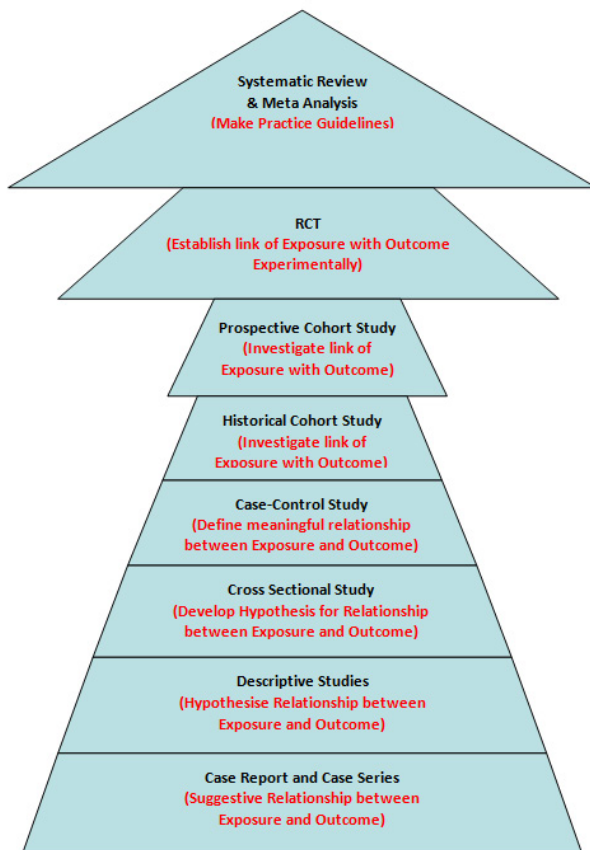 Systematic Review
& Meta Analysis
(Make Practice Guidelines)
RCT
(Establish link of Exposure with Outcome
Experimentally)
Prospective Cohort Study
(Investigate link of
Exposure with Outcome)
Historical Cohort Study
(Investigate link of
Exposure with Outcome)
Case-Control Study
(Define meaningful relationship
between Exposure and Outcome)
Cross Sectional Study
(Develop Hypothesis for Relationship
between Exposure and Outcome)
Descriptive Studies
(Hypothesise Relationship between
Exposure and Outcome)
Case Report and Case Series
(Suggestive Relationship between
Exposure and Outcome)